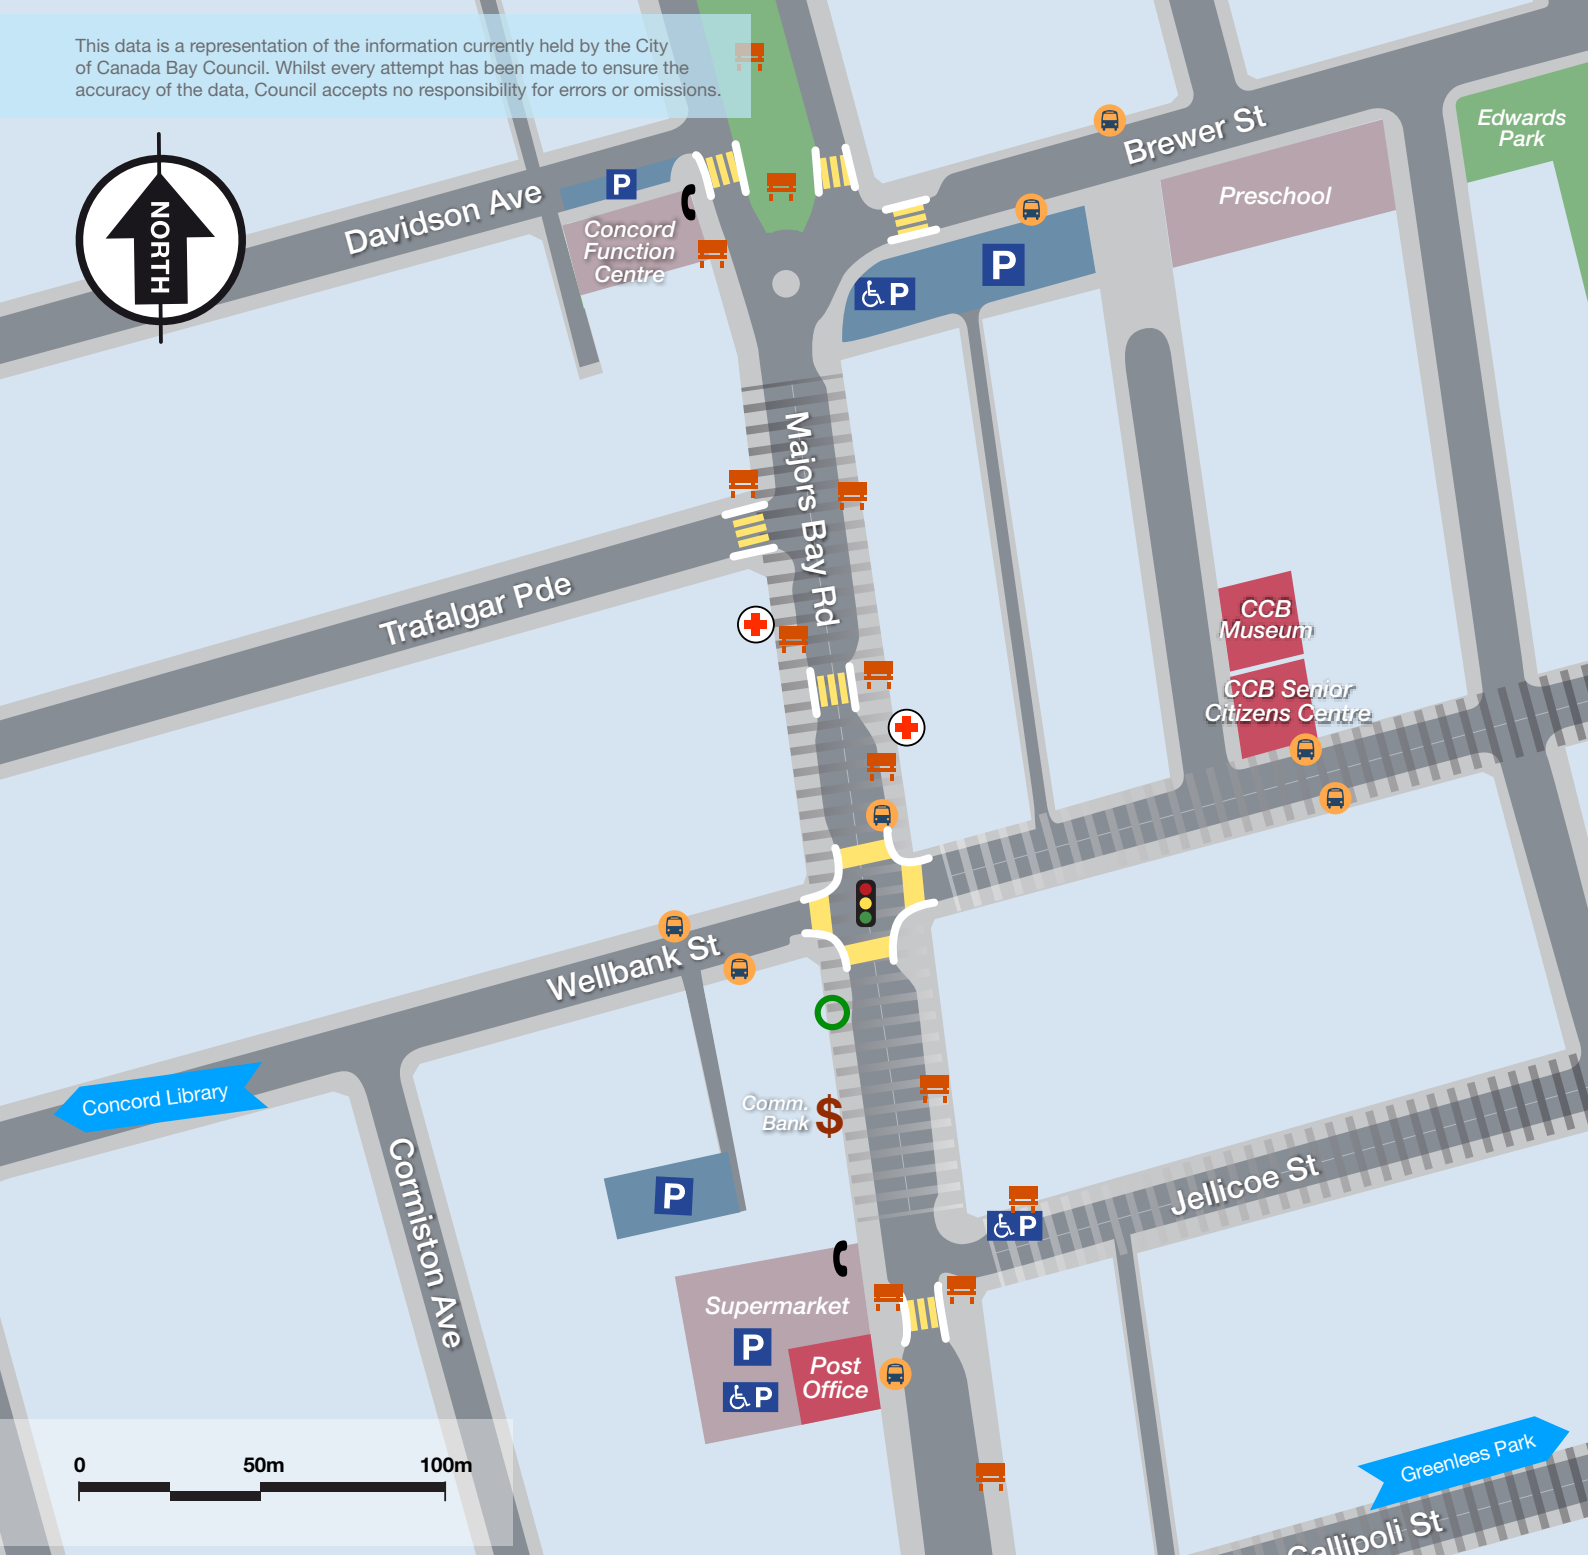 This data is a representation of the information currently held by the City
of Canada Bay Council. Whilst every attempt has been made to ensure the
accuracy of the data, Council accepts no responsibility for errors or omissions.
Edwards
Park
Brewer St
Preschool
P
Davidson Ave
NORTH
Concord
Function
Centre
P
P
Majors Bay Rd
Trafalgar Pde
CCB
Museum
CCB Senior
Citizens Centre
Wellbank St
Concord Library
Comm.
Bank
$
Cormiston Ave
P
Jellicoe St
P
Supermarket
P
P
Post
Office
0
50m
100m
Greenlees Park
Gallipoli St